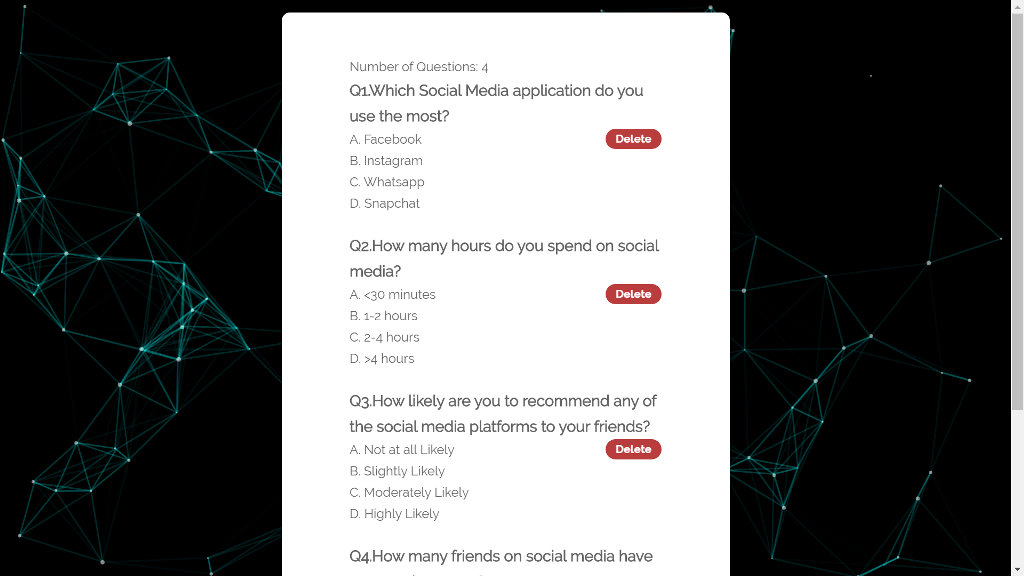 Number of Questions: 4
Q1.Which Social Media application do you
use the most?
A. Facebook
Delete
B. Instagram
C. Whatsapp
D. Snapchat
Q2.How many hours do you spend on social
media?
A. <30 minutes
Delete
B. 1-2 hours
C. 2-4 hours
D. >4 hours
Q3.How likely are you to recommend any of
the social media platforms to your friends?
A. Not at all Likely
Delete
B. Slightly Likely
C. Moderately Likely
D. Highly Likely
Q4.How many friends on social media have